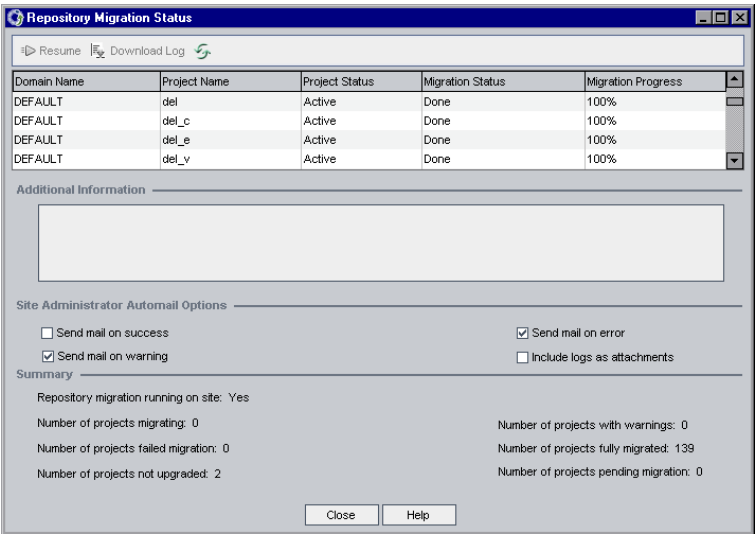 Repository Migration Status
Resume Download Log
Domain Name Project Name Project Status Migration Status Migration Progress
DEFAULT del Active Done 100%
DEFAULT del_c Active Done 100%
DEFAULT del_e Active Done 100%
DEFAULT del_v Active Done 100%
Additional Information
Site Administrator Automail Options
Send mail on success Send mail on error
Send mail on warning Include logs as attachments
Summary
Repository migration running on site: Yes
Number of projects migrating: 0 Number of projects with warnings: 0
Number of projects failed migration: 0 Number of projects fully migrated: 139
Number of projects not upgraded: 2 Number of projects pending migration: 0
Close Help